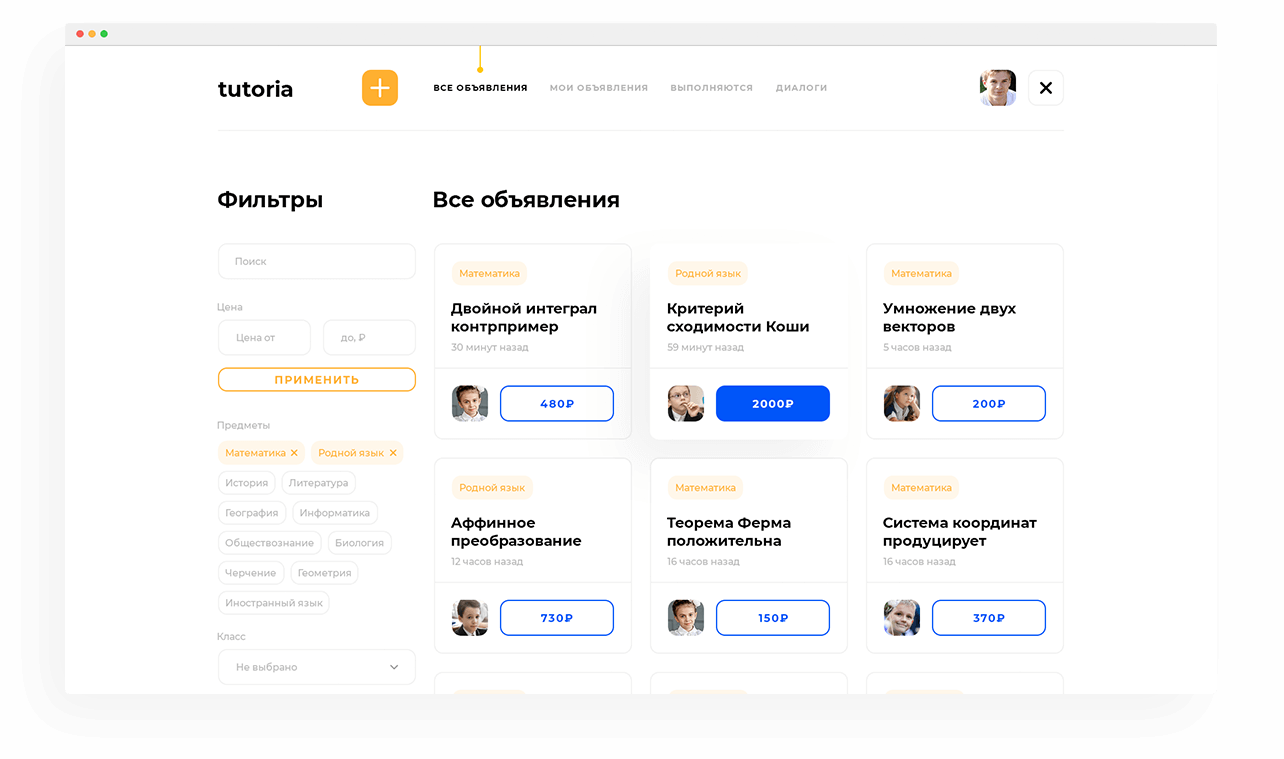 tutoria
ВСЕ ОБЪЯВЛЕНИЯ
МОИ ОБЪЯВЛЕНИЯ
ВЫПОЛНЯЮТСЯ
ДИАЛОГИ
Фильтры
Поиск
Цена
Цена от
до, ₽
ПРИМЕНИТЬ
Предметы
Математика
Родной язык
История
Литература
География
Информатика
Обществознание
Биология
Черчение
Геометрия
Иностранный язык
Класс
Не выбрано
Все объявления
Математика
Двойной интеграл
контрпример
30 минут назад
480₽
Родной язык
Критерий
сходимости Коши
59 минут назад
2000₽
Математика
Умножение двух
векторов
5 часов назад
200₽
Родной язык
Аффинное
преобразование
12 часов назад
730₽
Математика
Теорема Ферма
положительна
16 часов назад
150₽
Математика
Система координат
продуцирует
16 часов назад
370₽